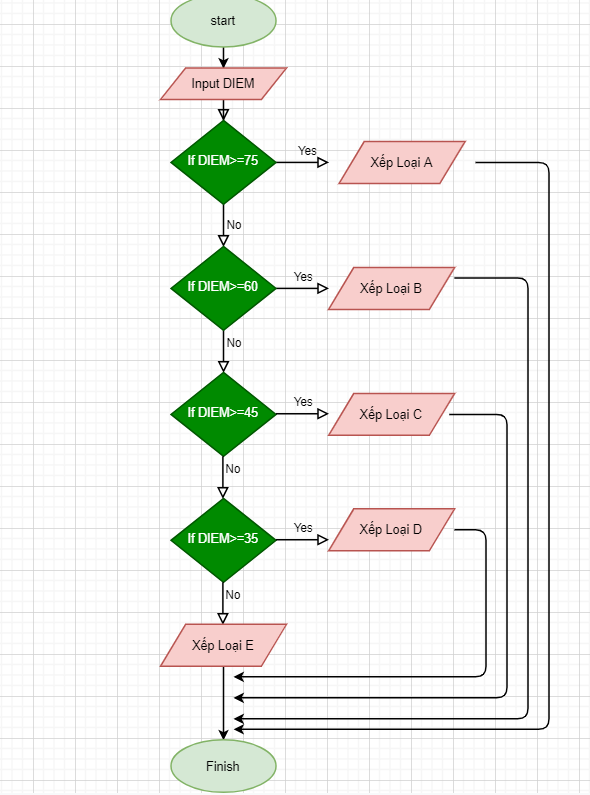 start
Input DIEM
If DIEM>=75
Yes
Xếp Loại A
No
If DIEM>=60
Yes
Xếp Loại B
No
If DIEM>=45
Yes
Xếp Loại C
No
If DIEM>=35
Yes
Xếp Loại D
No
Xếp Loại E
Finish